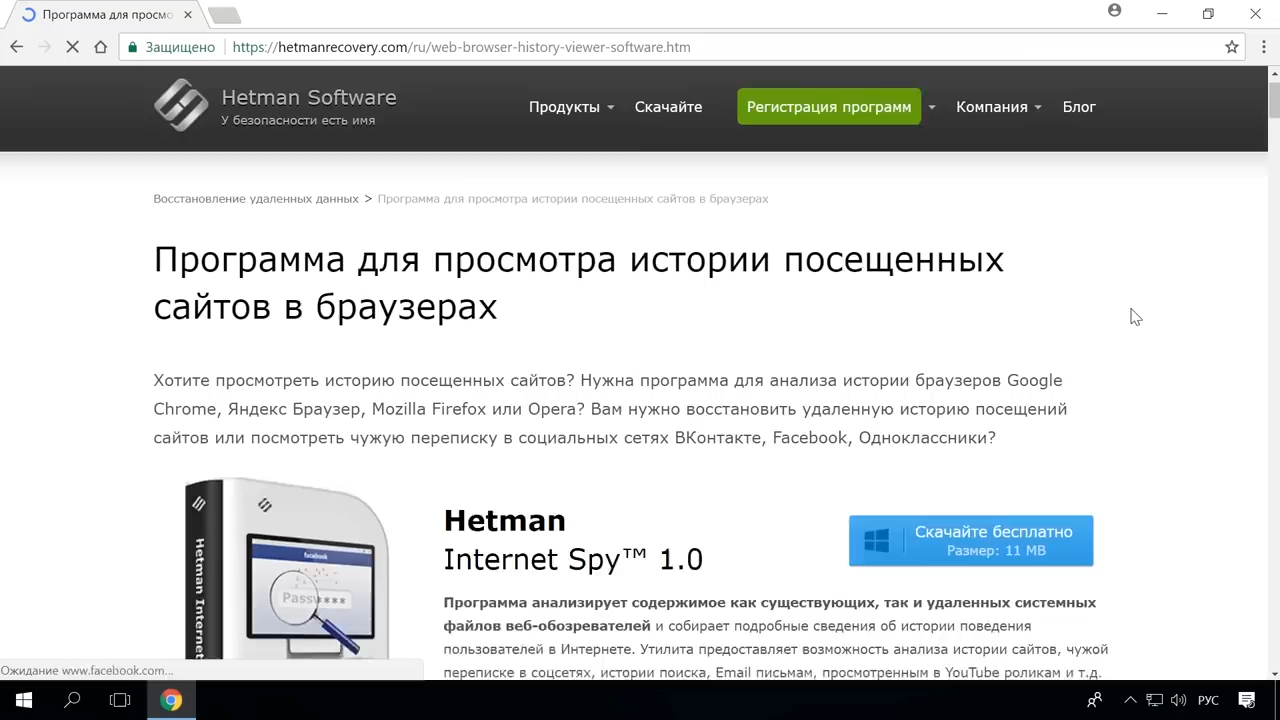 Программа для просмо
Защищено https://hetmanrecovery.com/ru/web-browser-history-viewer-software.htm
Hetman Software
У безопасности есть имя
Продукты Скачайте Регистрация программ Компания Блог
Восстановление удаленных данных > Программа для просмотра истории посещенных сайтов в браузерах
Программа для просмотра истории посещенных
сайтов в браузерах
Хотите просмотреть историю посещенных сайтов? Нужна программа для анализа истории браузеров Google
Chrome, Яндекс Браузер, Mozilla Firefox или Opera? Вам нужно восстановить удаленную историю посещений
сайтов или посмотреть чужую переписку в социальных сетях ВКонтакте, Facebook, Одноклассники?
Hetman Internet
facebook
Passw****
Hetman
Internet Spy™ 1.0
Скачайте бесплатно
Размер: 11 MB
Программа анализирует содержимое как существующих, так и удаленных системных
файлов веб-обозревателей и собирает подробные сведения об истории поведения
пользователей в Интернете. Утилита предоставляет возможность анализа истории сайтов, чужой
переписке в соцсетях, истории поиска, Email письмам, просмотренным в YouTube роликам и т.д.
Ожидание www.facebook.com...
РУС